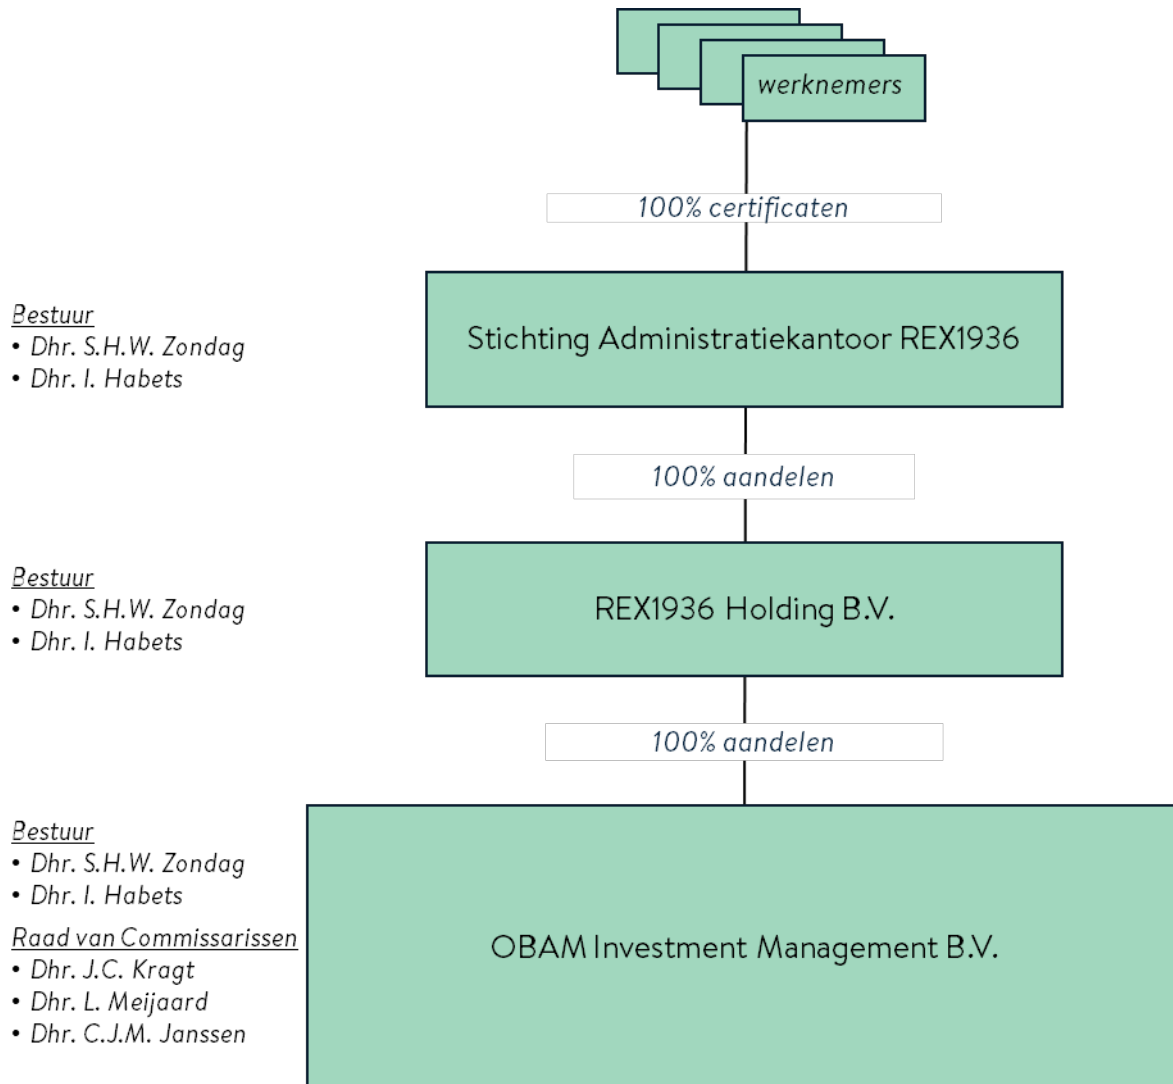 werknemers
100% certificaten
Bestuur
• Dhr. S.H.W. Zondag
• Dhr. I. Habets
Stichting Administratiekantoor REX1936
100% aandelen
Bestuur
• Dhr. S.H.W. Zondag
• Dhr. I. Habets
REX1936 Holding B.V.
100% aandelen
Bestuur
• Dhr. S.H.W. Zondag
• Dhr. I. Habets
Raad van Commissarissen
• Dhr. J.C. Kragt
• Dhr. L. Meijaard
• Dhr. C.J.M. Janssen
OBAM Investment Management B.V.